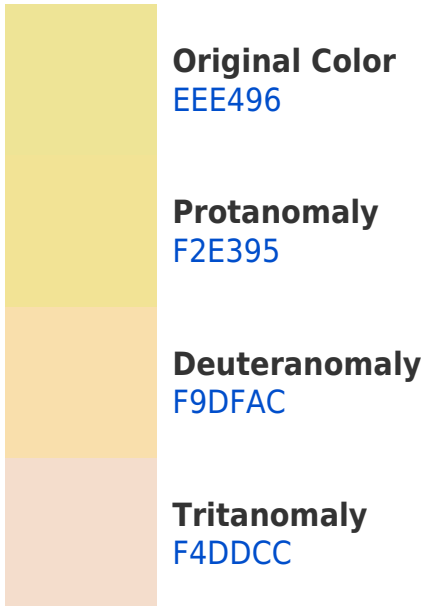 Original Color
EEE496
Protanomaly
F2E395
Deuteranomaly
F9DFAC
Tritanomaly
F4DDCC